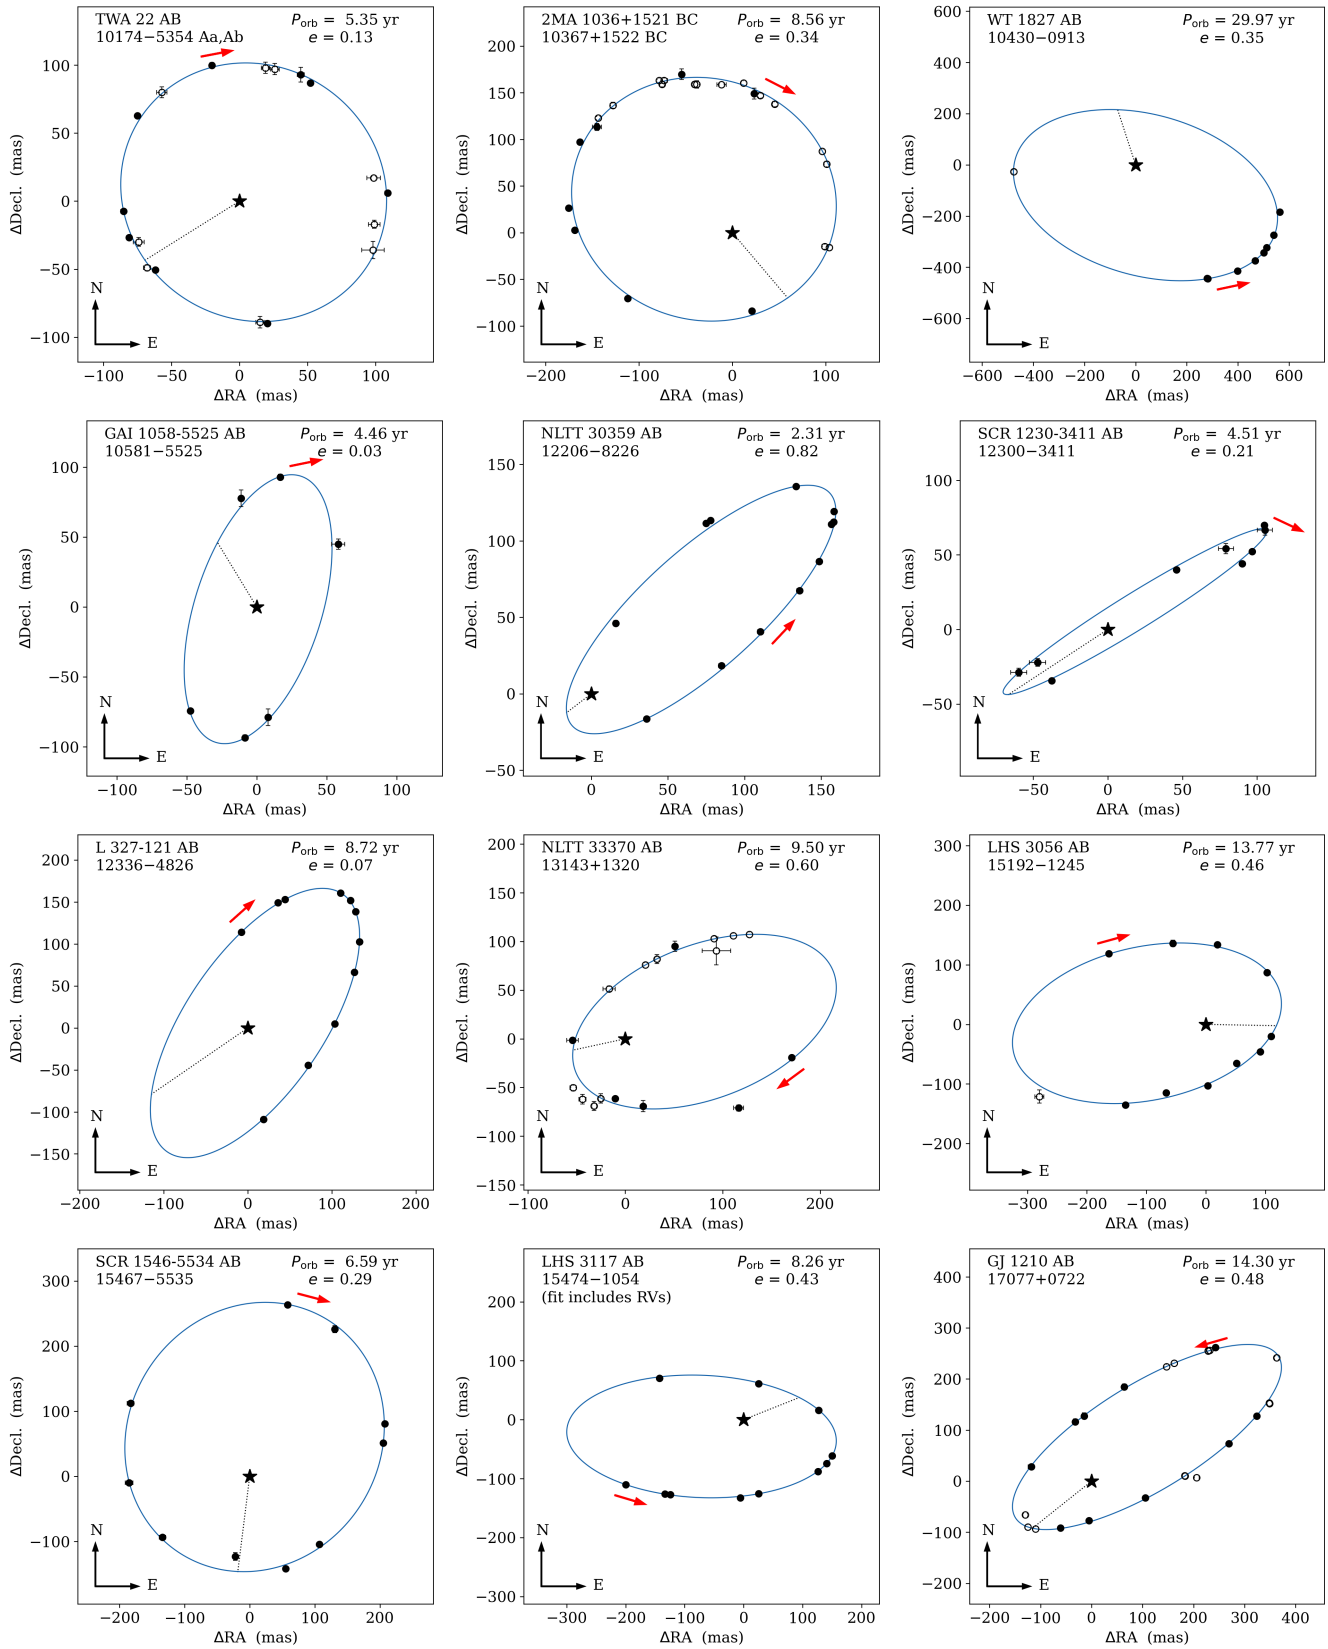 TWA 22 AB
10174−5354 Aa,Ab
Porb = 5.35 yr
e = 0.13
100
50
0
−50
−100
ΔDecl. (mas)
N
E
−100 −50 0 50 100
ΔRA (mas)
2MA 1036+1521 BC
10367+1522 BC
Porb = 8.56 yr
e = 0.34
200
150
100
50
0
−50
−100
ΔDecl. (mas)
N
E
−200 −100 0 100
ΔRA (mas)
WT 1827 AB
10430−0913
Porb = 29.97 yr
e = 0.35
600
400
200
0
−200
−400
−600
ΔDecl. (mas)
N
E
−600 −400 −200 0 200 400 600
ΔRA (mas)
GAI 1058-5525 AB
10581−5525
Porb = 4.46 yr
e = 0.03
100
50
0
−50
−100
ΔDecl. (mas)
N
E
−100 −50 0 50 100
ΔRA (mas)
NLTT 30359 AB
12206−8226
Porb = 2.31 yr
e = 0.82
150
100
50
0
−50
ΔDecl. (mas)
N
E
0 50 100 150
ΔRA (mas)
SCR 1230-3411 AB
12300−3411
Porb = 4.51 yr
e = 0.21
100
50
0
−50
ΔDecl. (mas)
N
E
−50 0 50 100
ΔRA (mas)
L 327-121 AB
12336−4826
Porb = 8.72 yr
e = 0.07
200
150
100
50
0
−50
−100
−150
ΔDecl. (mas)
N
E
−200 −100 0 100 200
ΔRA (mas)
NLTT 33370 AB
13143+1320
Porb = 9.50 yr
e = 0.60
200
150
100
50
0
−50
−100
−150
ΔDecl. (mas)
N
E
−100 0 100 200
ΔRA (mas)
LHS 3056 AB
15192−1245
Porb = 13.77 yr
e = 0.46
300
200
100
0
−100
−200
ΔDecl. (mas)
N
E
−300 −200 −100 0 100
ΔRA (mas)
SCR 1546-5534 AB
15467−5535
Porb = 6.59 yr
e = 0.29
300
200
100
0
−100
ΔDecl. (mas)
N
E
−200 −100 0 100 200
ΔRA (mas)
LHS 3117 AB
15474−1054
(fit includes RVs)
Porb = 8.26 yr
e = 0.43
200
100
0
−100
−200
−300
ΔDecl. (mas)
N
E
−300 −200 −100 0 100 200
ΔRA (mas)
GJ 1210 AB
17077+0722
Porb = 14.30 yr
e = 0.48
400
300
200
100
0
−100
−200
ΔDecl. (mas)
N
E
−200 −100 0 100 200 300 400
ΔRA (mas)